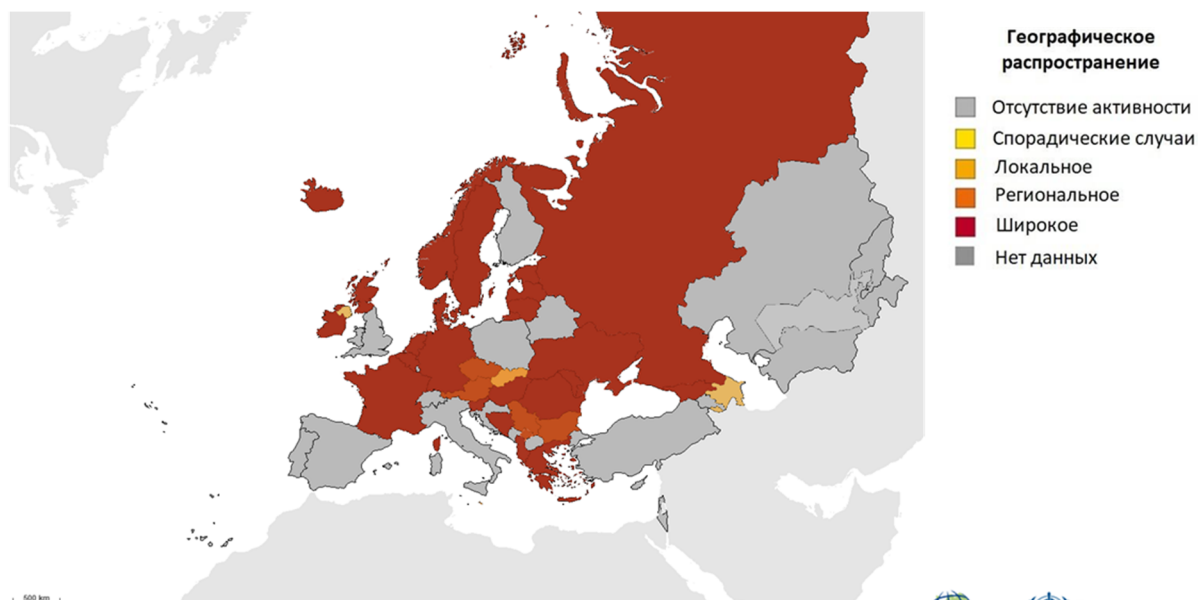 Географическое
распространение
Отсутствие активности
Спорадические случаи
Локальное
Региональное
Широкое
Нет данных
500 km